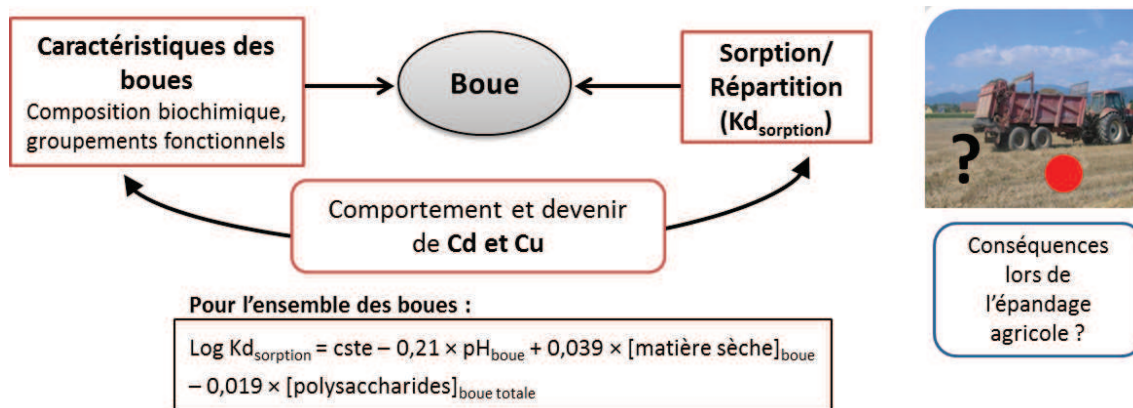 Caractéristiques des
boues
Composition biochimique,
groupements fonctionnels
Boue
Sorption/
Répartition
(Kdsorption)
?
Comportement et devenir
de Cd et Cu
Conséquences
lors de
l'épandage
agricole ?
Pour l'ensemble des boues :
Log Kdsorption = cste – 0,21 × pHboue + 0,039 × [matière sèche]boue
– 0,019 × [polysaccharides]boue totale